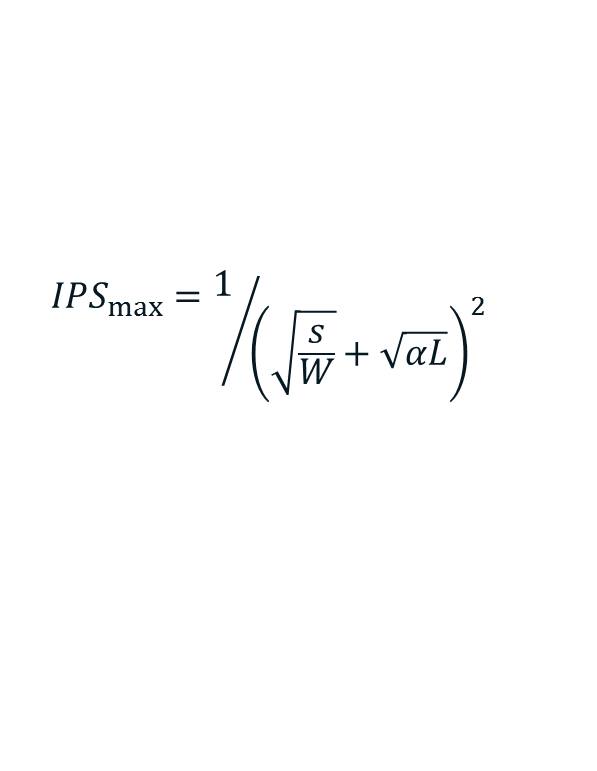 IPS_max = 1/(√(s/W) + √(αL))^2